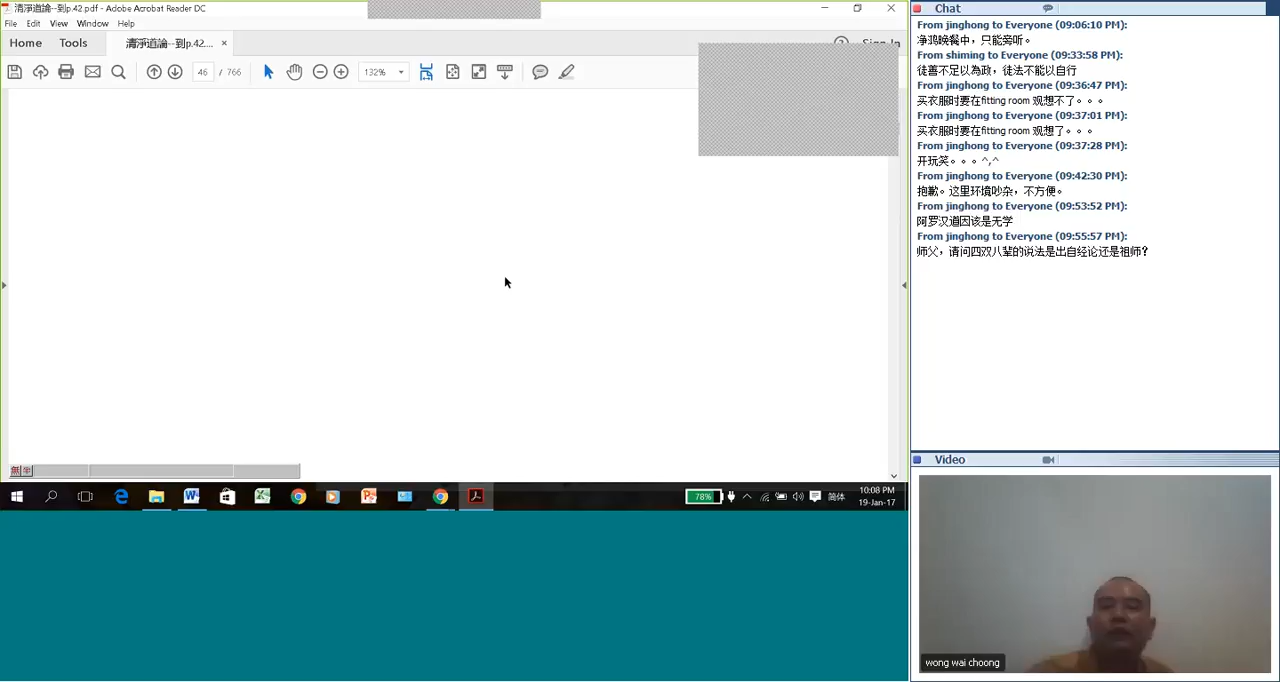 清淨道論--到p.42.pdf - Adobe Acrobat Reader DC
File Edit View Window Help
Home Tools 清淨道論--到p.42.... × Sign In
46 / 766 132%
無 半
78% 简体 10:08 PM
19-Jan-17
Chat
From jinghong to Everyone (09:06:10 PM):
净鸿晚餐中，只能旁听。
From shiming to Everyone (09:33:58 PM):
徒善不足以為政，徒法不能以自行
From jinghong to Everyone (09:36:47 PM):
买衣服时要在fitting room 观想不了。。。
From jinghong to Everyone (09:37:01 PM):
买衣服时要在fitting room 观想了。。。
From jinghong to Everyone (09:37:28 PM):
开玩笑。。。^,^
From jinghong to Everyone (09:42:30 PM):
抱歉。这里环境吵杂，不方便。
From jinghong to Everyone (09:53:52 PM):
阿罗汉道因该是无学
From jinghong to Everyone (09:55:57 PM):
师父，请问四双八辈的说法是出自经论还是祖师？
Video
wong wai choong